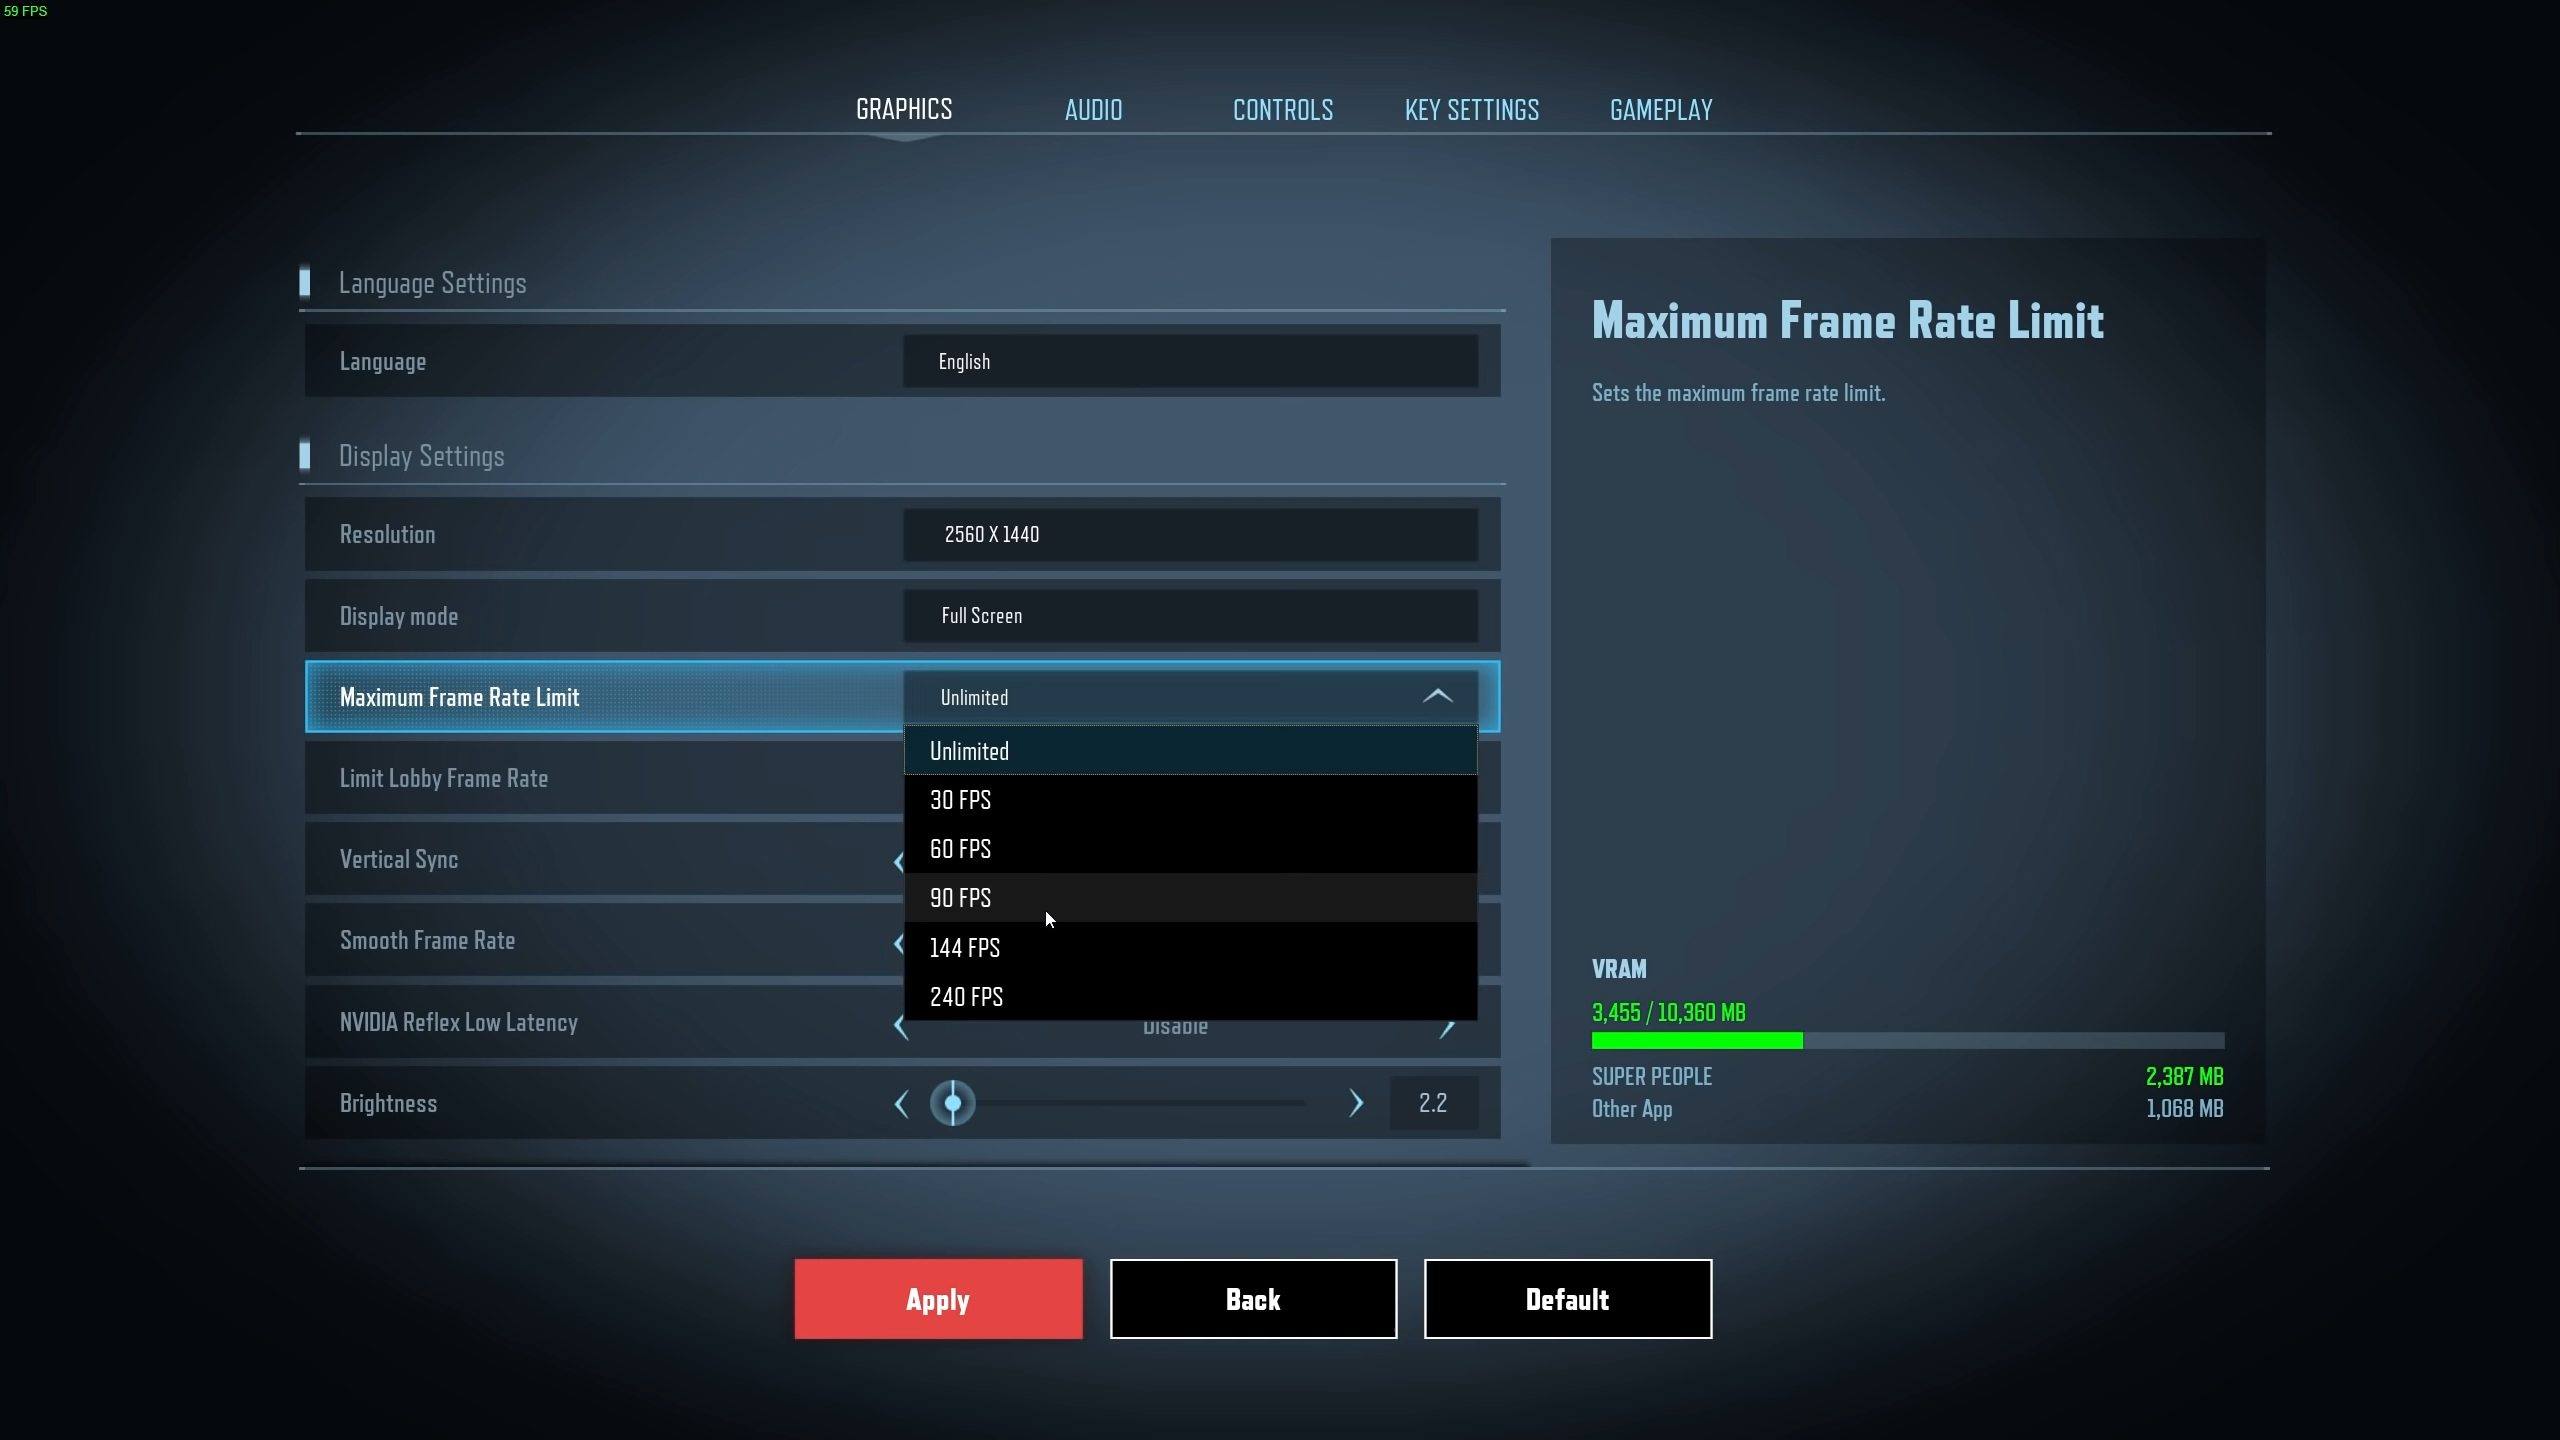 59 FPS
GRAPHICS AUDIO CONTROLS KEY SETTINGS GAMEPLAY
Language Settings
Language English
Display Settings
Resolution 2560 X 1440
Display mode Full Screen
Maximum Frame Rate Limit Unlimited
Unlimited
Limit Lobby Frame Rate
30 FPS
60 FPS
Vertical Sync
90 FPS
Smooth Frame Rate
144 FPS
240 FPS
NVIDIA Reflex Low Latency Disable
Brightness 2.2
Maximum Frame Rate Limit
Sets the maximum frame rate limit.
VRAM
3,455 / 10,360 MB
SUPER PEOPLE 2,387 MB
Other App 1,068 MB
Apply Back Default